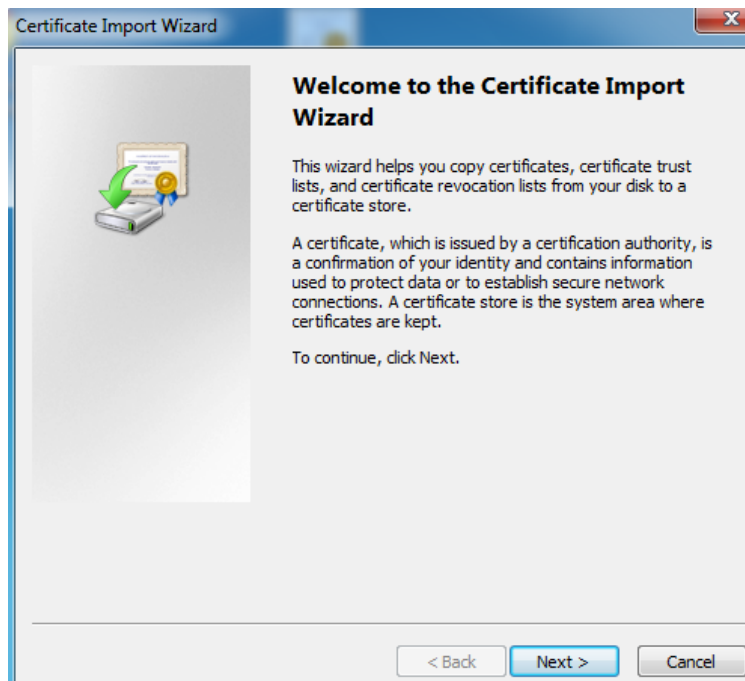 Certificate Import Wizard
X
Welcome to the Certificate Import
Wizard
This wizard helps you copy certificates, certificate trust
lists, and certificate revocation lists from your disk to a
certificate store.
A certificate, which is issued by a certification authority, is
a confirmation of your identity and contains information
used to protect data or to establish secure network
connections. A certificate store is the system area where
certificates are kept.
To continue, click Next.
< Back Next > Cancel